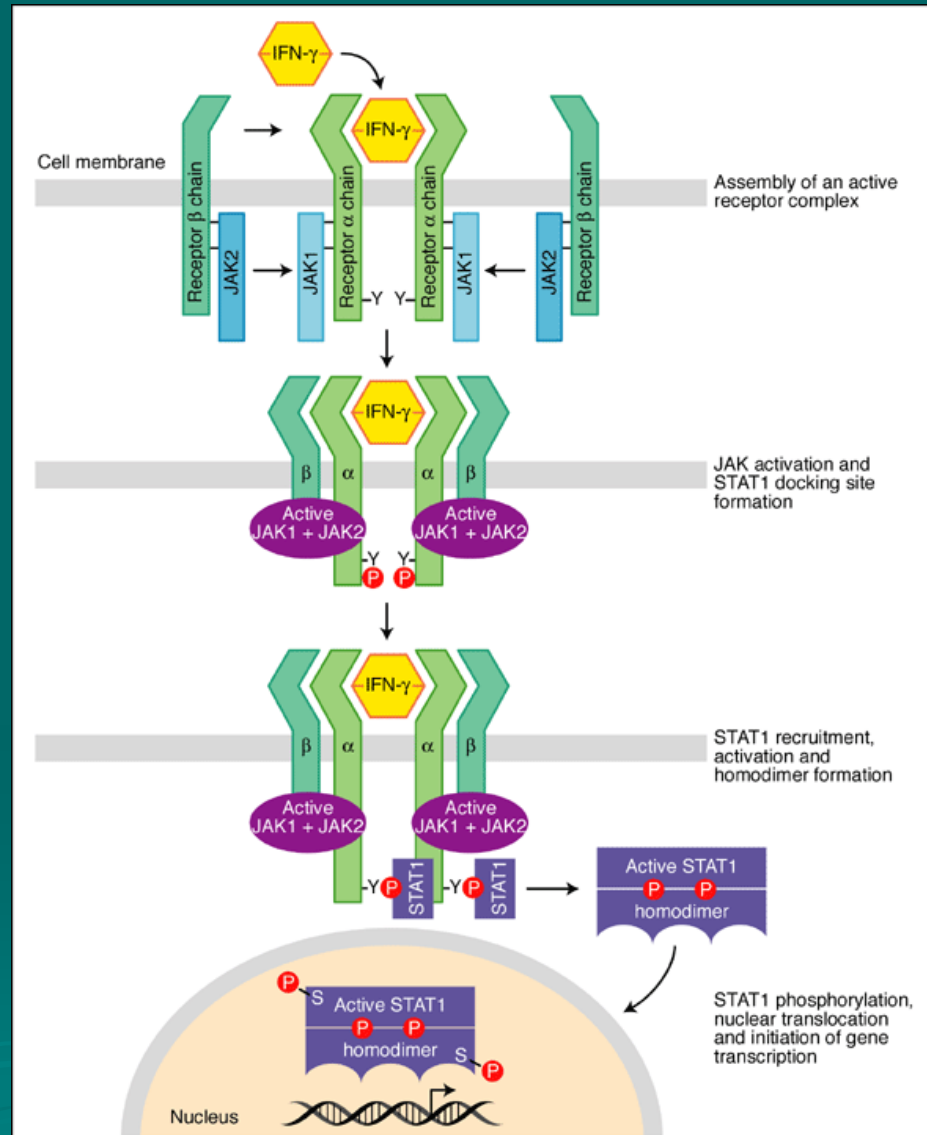 IFN-γ
IFN-γ
Cell membrane
Receptor β chain
JAK2
JAK1
Receptor α chain
Receptor α chain
JAK1
JAK2
Receptor β chain
Y Y
Assembly of an active
receptor complex
IFN-γ
β α α β
Active
JAK1 + JAK2
Active
JAK1 + JAK2
Y Y
P P
JAK activation and
STAT1 docking site
formation
IFN-γ
β α α β
Active
JAK1 + JAK2
Active
JAK1 + JAK2
Y P STAT1 Y P STAT1
STAT1 recruitment,
activation and
homodimer formation
Active STAT1
P P
homodimer
P
S
Active STAT1
P P
homodimer
S
P
Nucleus
STAT1 phosphorylation,
nuclear translocation
and initiation of gene
transcription